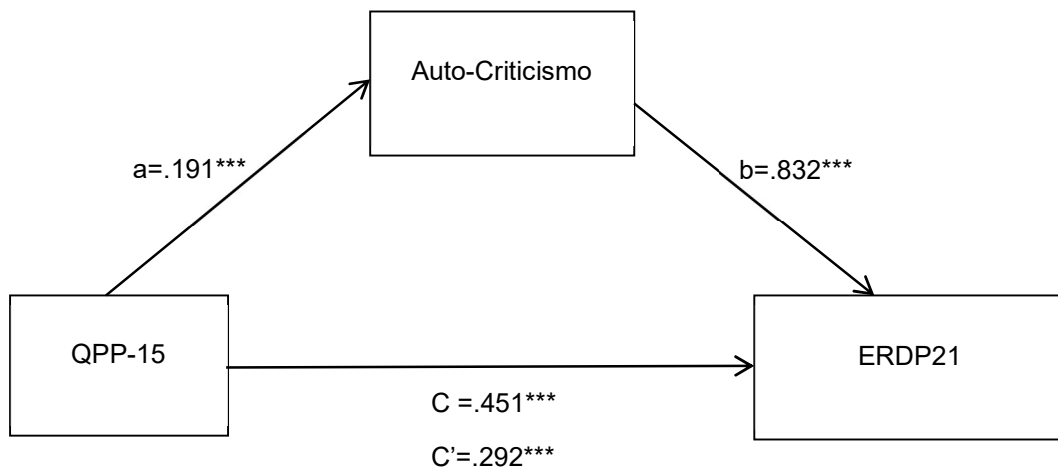 Auto-Criticismo
a=.191***
b=.832***
QPP-15
ERDP21
C =.451***
C’=.292***